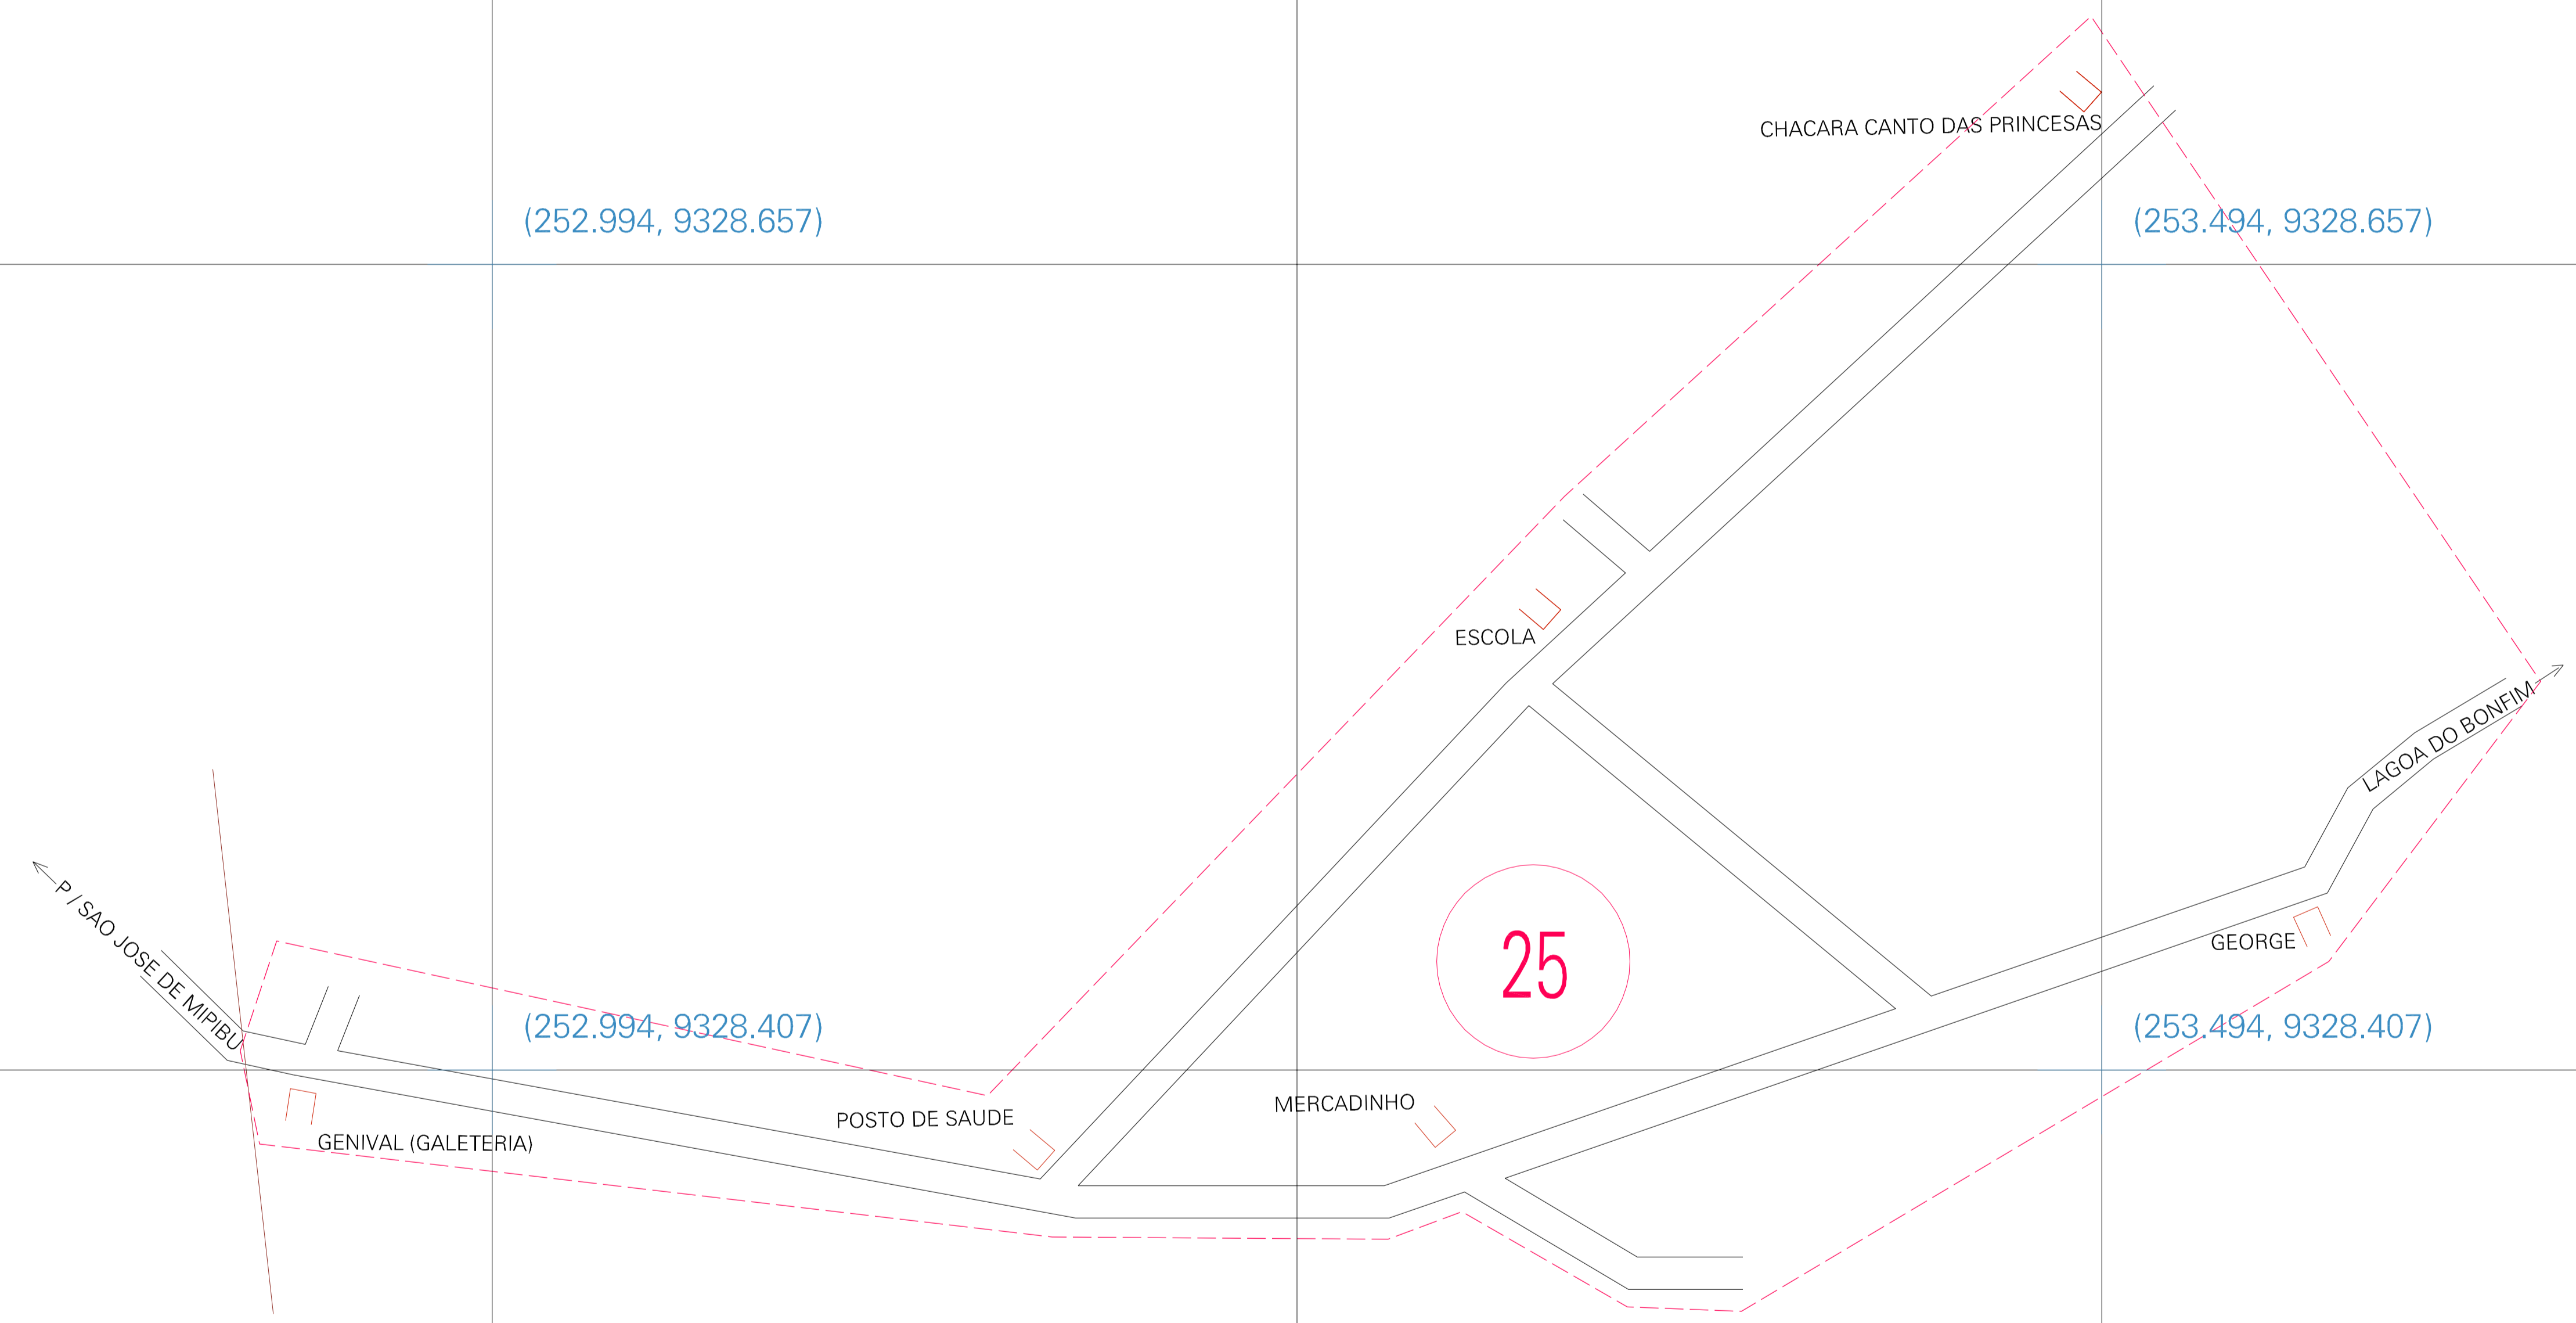 CHACARA CANTO DAS PRINCESAS
(252.994, 9328.657)
(253.494, 9328.657)
ESCOLA
LAGOA DO BONFIM
P / SAO JOSE DE MIPIBU
25
GEORGE
(252.994, 9328.407)
(253.494, 9328.407)
POSTO DE SAUDE
MERCADINHO
GENIVAL (GALETERIA)